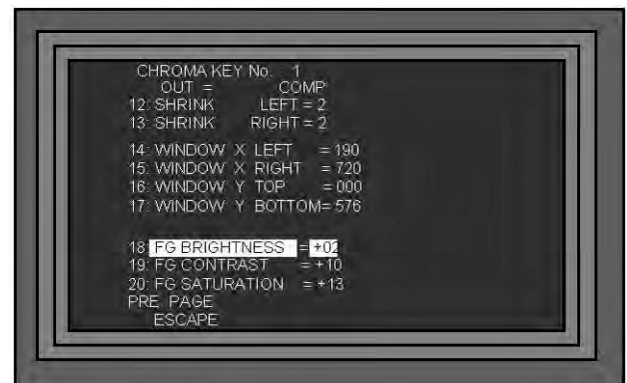 CHROMA KEY No. 1
OUT = COMP
12: SHRINK LEFT = 2
13: SHRINK RIGHT = 2
14: WINDOW X LEFT = 190
15: WINDOW X RIGHT = 720
16: WINDOW Y TOP = 000
17: WINDOW Y BOTTOM= 576
18: FG BRIGHTNESS = +02
19: FG CONTRAST = +10
20: FG SATURATION = +13
PRE. PAGE
ESCAPE